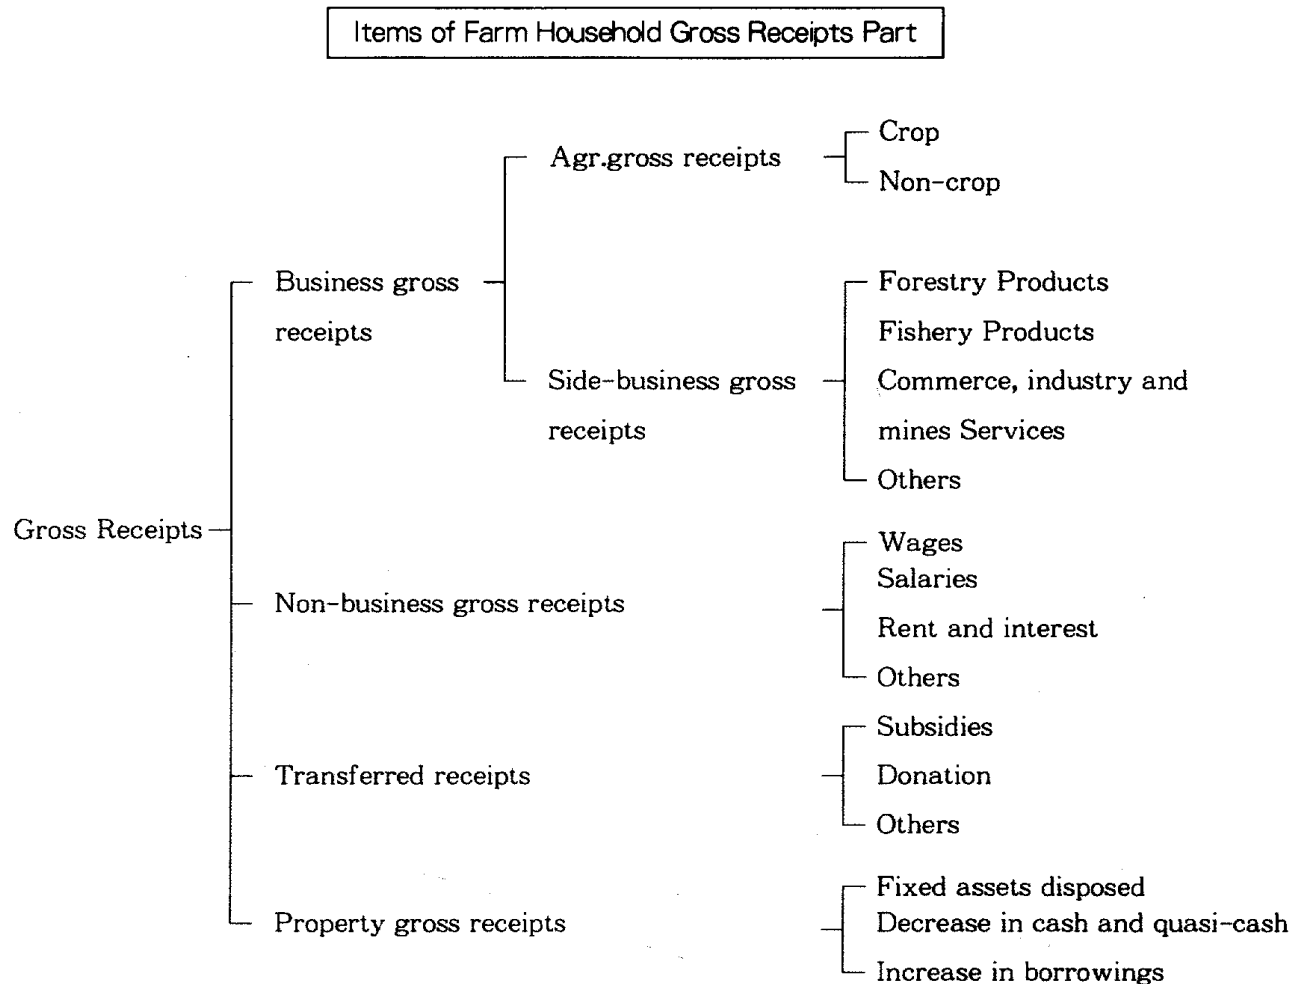 Items of Farm Household Gross Receipts Part
Crop
Agr.gross receipts
Non-crop
Business gross
receipts
Forestry Products
Fishery Products
Side-business gross
receipts
Commerce, industry and
mines Services
Others
Gross Receipts
Wages
Salaries
Non-business gross receipts
Rent and interest
Others
Subsidies
Transferred receipts
Donation
Others
Fixed assets disposed
Property gross receipts
Decrease in cash and quasi-cash
Increase in borrowings